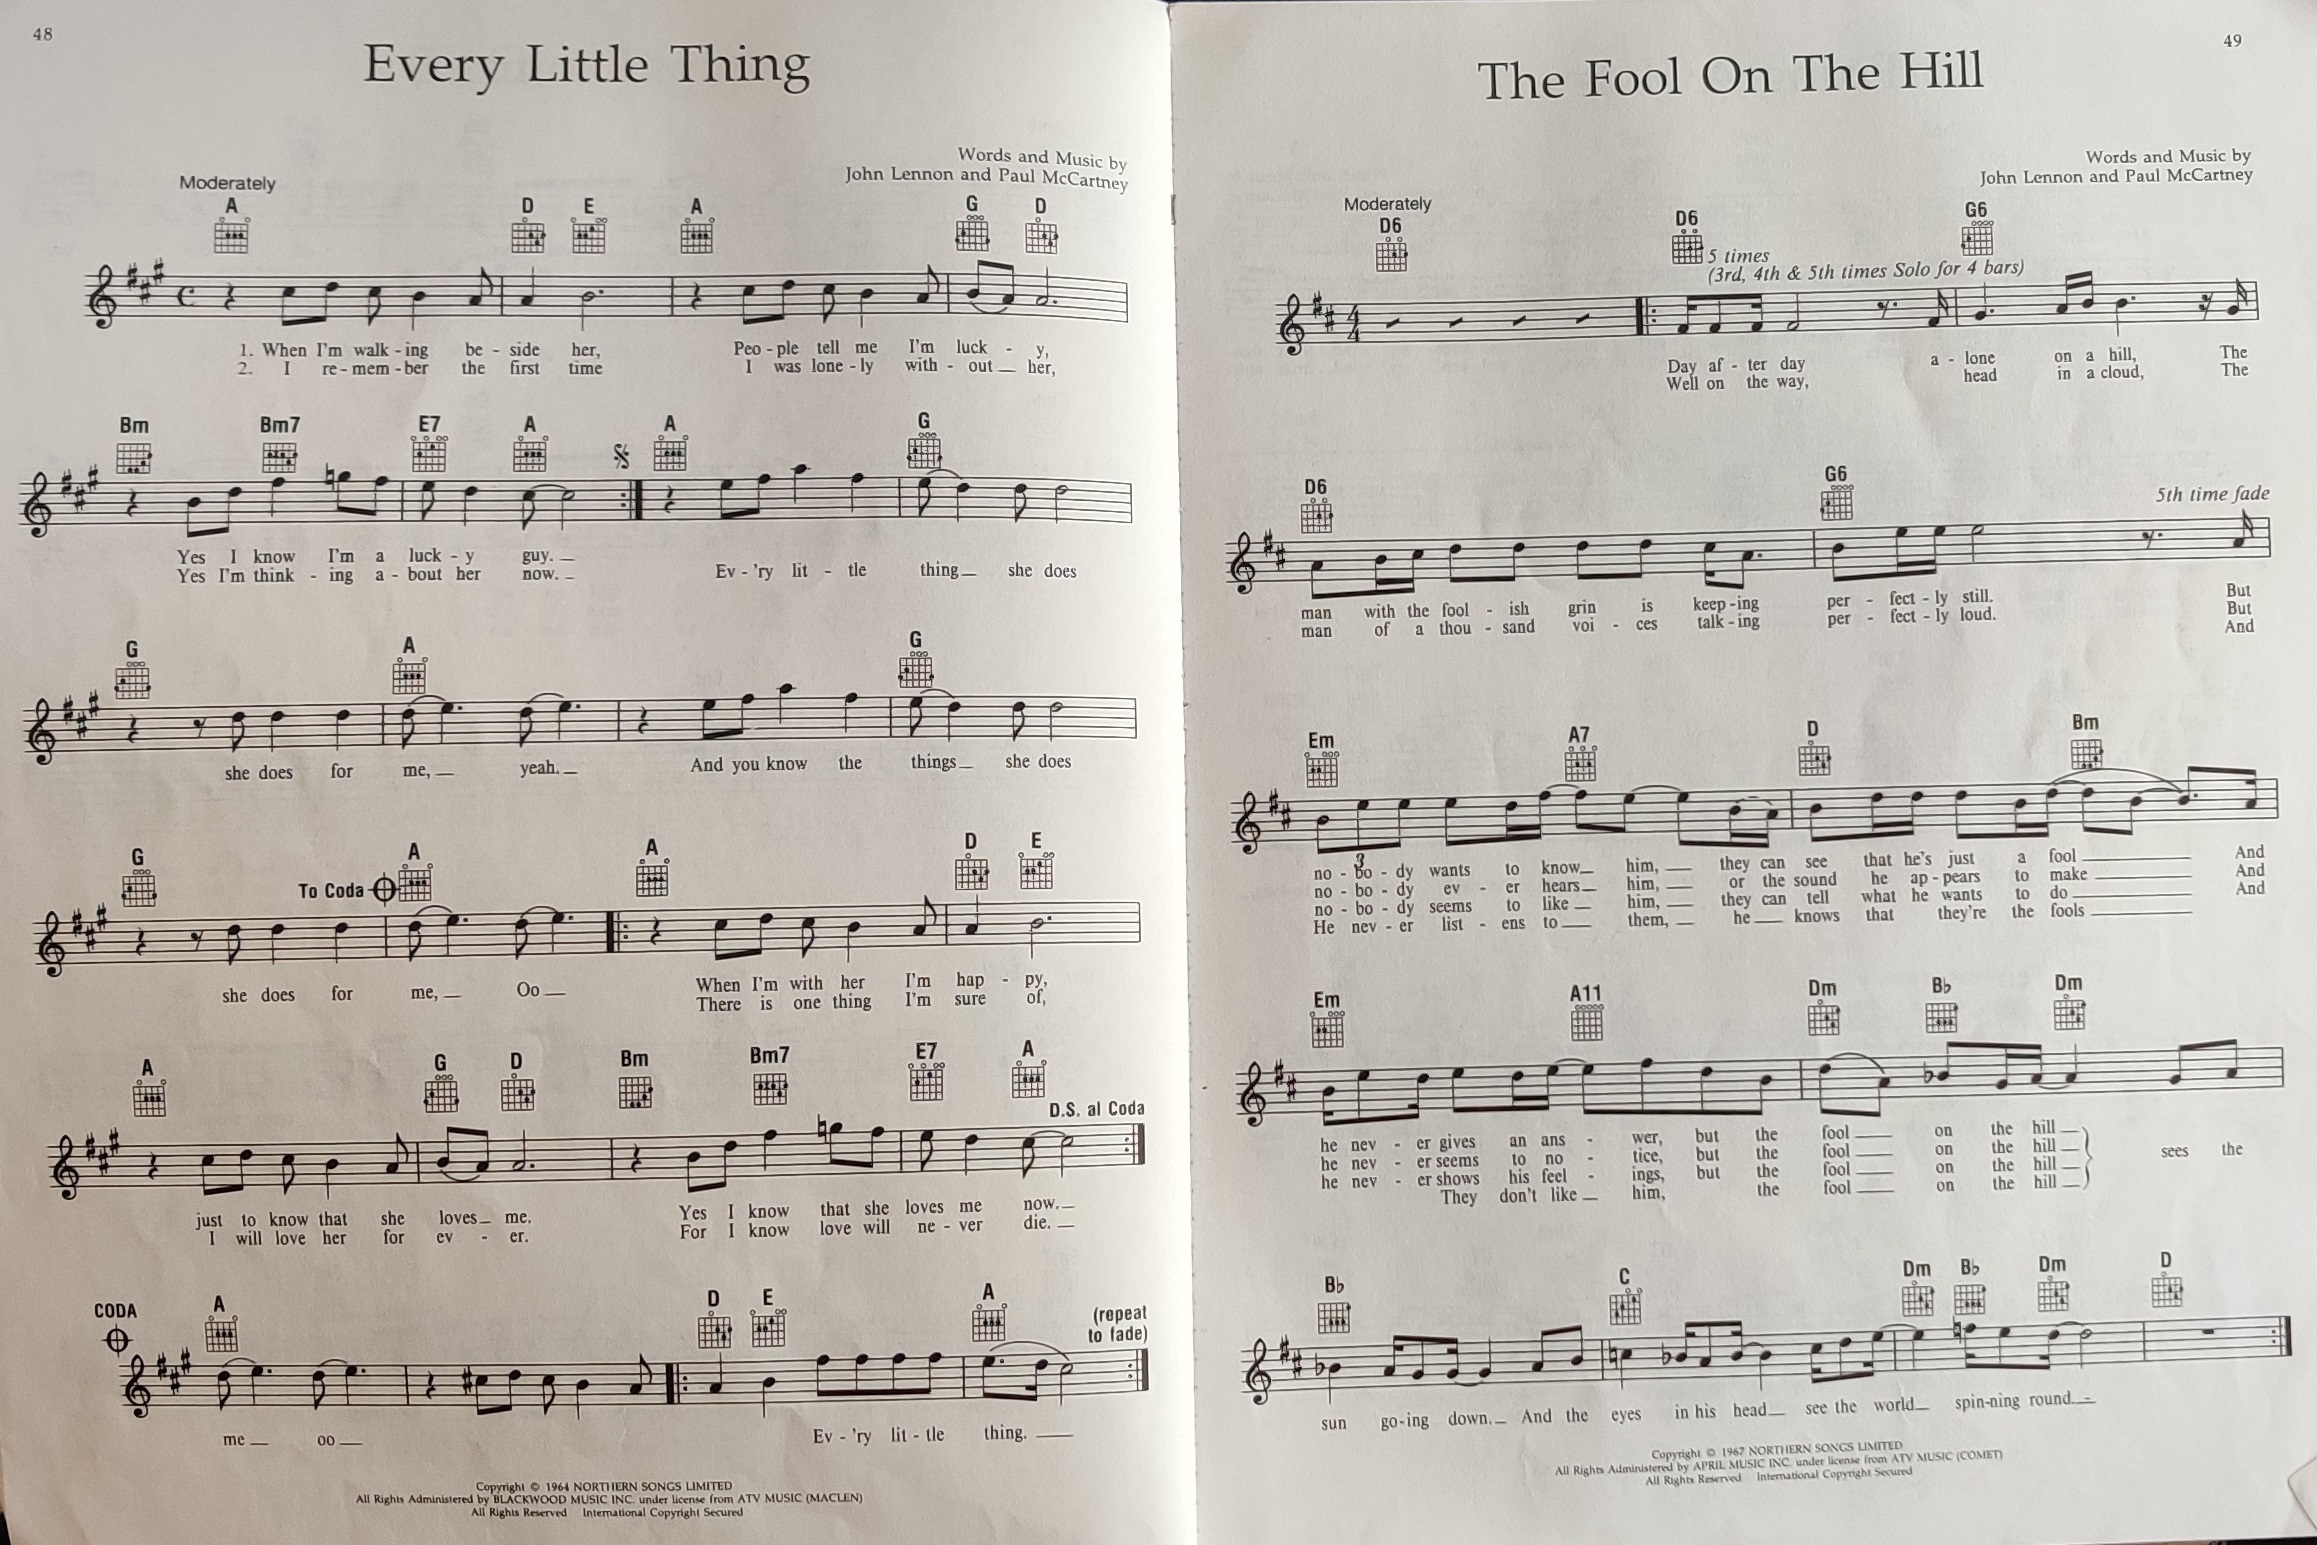 48
Every Little Thing
Words and Music by
John Lennon and Paul McCartney
Moderately
A D E A G D
1. When I'm walk - ing be - side her, Peo - ple tell me I'm luck - y,
2. I re - mem - ber the first time I was lone - ly with - out her,
Bm Bm7 E7 A A G
Yes I know I'm a luck - y guy.
Yes I'm think - ing a - bout her now.
Ev - 'ry lit - tle thing she does
G A G
she does for me, yeah. And you know the things she does
G To Coda A A D E
she does for me, Oo When I'm with her I'm hap - py,
There is one thing I'm sure of,
A G D Bm Bm7 E7 A
D.S. al Coda
just to know that she loves me. Yes I know that she loves me now.
I will love her for ev - er. For I know love will ne - ver die.
CODA A D E A (repeat
to fade)
me oo Ev - 'ry lit - tle thing.
Copyright © 1964 NORTHERN SONGS LIMITED
All Rights Administered by BLACKWOOD MUSIC INC. under license from ATV MUSIC (MACLEN)
All Rights Reserved International Copyright Secured
49
The Fool On The Hill
Words and Music by
John Lennon and Paul McCartney
Moderately
D6 D6 G6
5 times
(3rd, 4th & 5th times Solo for 4 bars)
4
4
Day af - ter day a - lone on a hill, The
Well on the way, head in a cloud, The
D6 G6
5th time fade
man with the fool - ish grin is keep - ing per - fect - ly still. But
man of a thou - sand voi - ces talk - ing per - fect - ly loud. But
And
Em A7 D Bm
3
no - bo - dy wants to know him, they can see that he's just a fool And
no - bo - dy ev - er hears him, or the sound he ap - pears to make And
no - bo - dy seems to like him, they can tell what he wants to do And
He nev - er list - ens to them, he knows that they're the fools
Em A11 Dm B♭ Dm
he nev - er gives an ans - wer, but the fool on the hill
he nev - er seems to no - tice, but the fool on the hill sees the
he nev - er shows his feel - ings, but the fool on the hill
They don't like him, the fool on the hill
B♭ C Dm B♭ Dm D
sun go-ing down. And the eyes in his head see the world spin-ning round.
Copyright © 1967 NORTHERN SONGS LIMITED
All Rights Administered by APRIL MUSIC INC. under license from ATV MUSIC (COMET)
All Rights Reserved International Copyright Secured